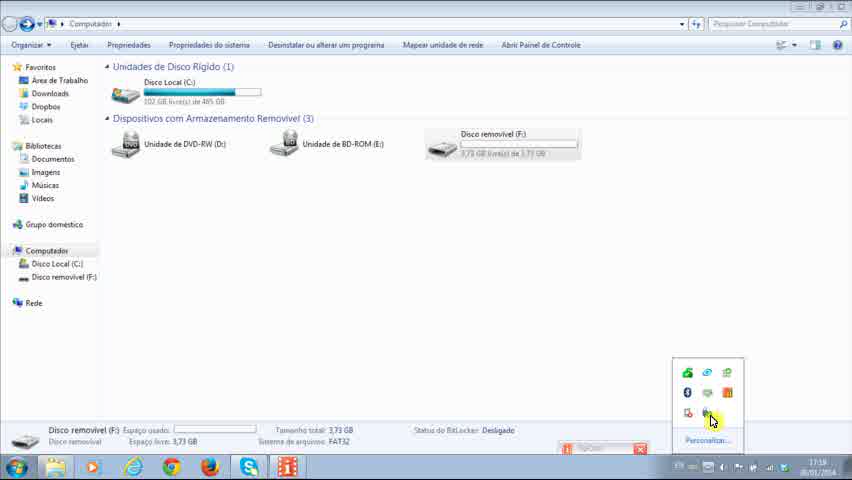 Computador
Pesquisar Computador
Organizar
Ejetar
Propriedades
Propriedades do sistema
Desinstalar ou alterar um programa
Mapear unidade de rede
Abrir Painel de Controle
Favoritos
Área de Trabalho
Downloads
Dropbox
Locais
Bibliotecas
Documentos
Imagens
Músicas
Vídeos
Grupo doméstico
Computador
Disco Local (C:)
Disco removível (F:)
Rede
Unidades de Disco Rígido (1)
Disco Local (C:)
102 GB livre(s) de 465 GB
Dispositivos com Armazenamento Removível (3)
Unidade de DVD-RW (D:)
Unidade de BD-ROM (E:)
Disco removível (F:)
3,73 GB livre(s) de 3,73 GB
Personalizar...
Disco removível (F:) Espaço usado: Tamanho total: 3,73 GB Status do BitLocker: Desligado
Disco removível Espaço livre: 3,73 GB Sistema de arquivos: FAT32
17:19